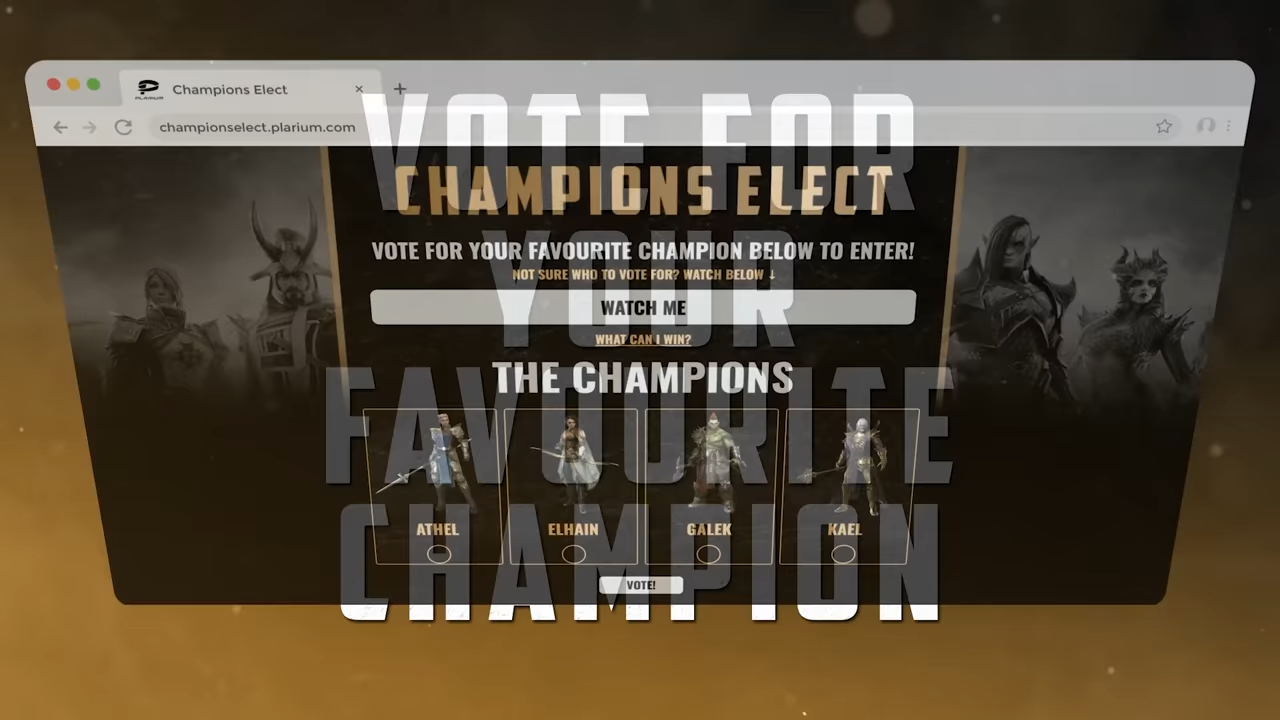 PLARIUM
Champions Elect
championselect.plarium.com
VOTE FOR
YOUR
FAVOURITE
CHAMPION
CHAMPIONS ELECT
VOTE FOR YOUR FAVOURITE CHAMPION BELOW TO ENTER!
NOT SURE WHO TO VOTE FOR? WATCH BELOW ↓
WATCH ME
WHAT CAN I WIN?
THE CHAMPIONS
ATHEL
ELHAIN
GALEK
KAEL
VOTE!